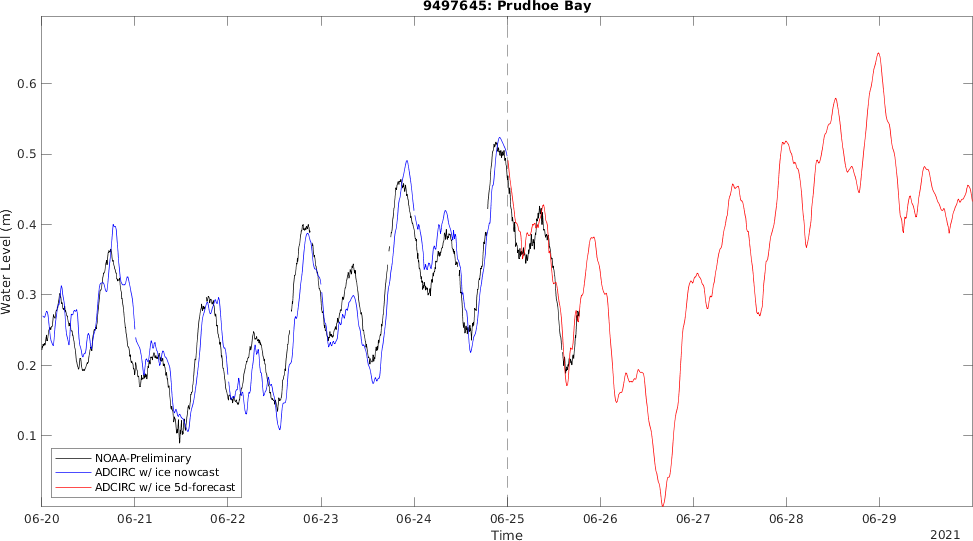 9497645: Prudhoe Bay
0.6
0.5
0.4
0.3
0.2
0.1
Water Level (m)
NOAA-Preliminary
ADCIRC w/ ice nowcast
ADCIRC w/ ice 5d-forecast
06-20 06-21 06-22 06-23 06-24 06-25 06-26 06-27 06-28 06-29
Time
2021